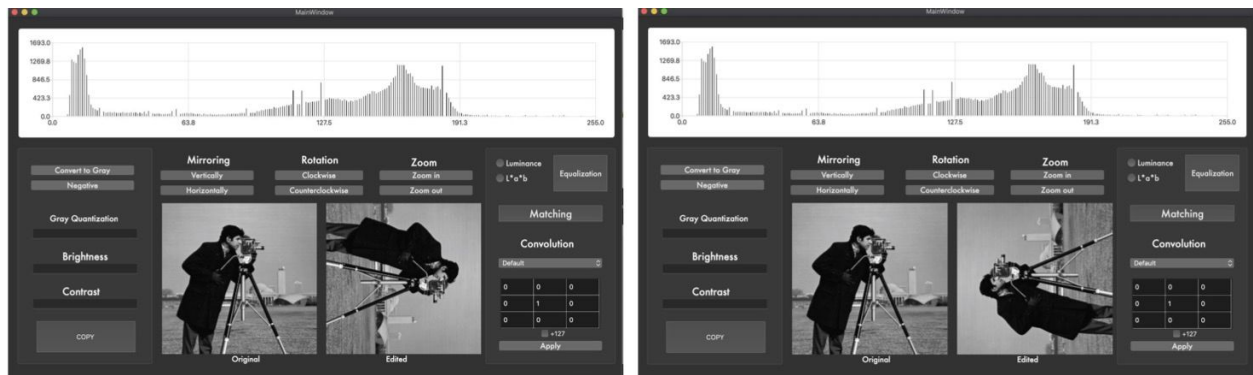 MainWindow
1693.0
1269.8
846.5
423.3
0.0
0.0 63.8 127.5 191.3 255.0
Mirroring Rotation Zoom
Convert to Gray Vertically Clockwise Zoom in
Negative Horizontally Counterclockwise Zoom out
Luminance
L*a*b
Equalization
Gray Quantization
Matching
Brightness
Convolution
Default
Contrast
0 0 0
0 1 0
0 0 0
+127
COPY
Apply
Original Edited
MainWindow
1693.0
1269.8
846.5
423.3
0.0
0.0 63.8 127.5 191.3 255.0
Mirroring Rotation Zoom
Convert to Gray Vertically Clockwise Zoom in
Negative Horizontally Counterclockwise Zoom out
Luminance
L*a*b
Equalization
Gray Quantization
Matching
Brightness
Convolution
Default
Contrast
0 0 0
0 1 0
0 0 0
+127
COPY
Apply
Original Edited